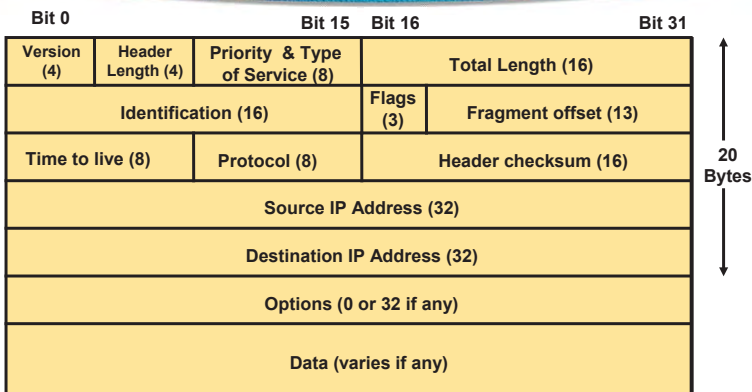 Bit 0
Bit 15
Bit 16
Bit 31
Version
(4)
Header
Length (4)
Priority & Type
of Service (8)
Total Length (16)
Identification (16)
Flags
(3)
Fragment offset (13)
Time to live (8)
Protocol (8)
Header checksum (16)
20
Bytes
Source IP Address (32)
Destination IP Address (32)
Options (0 or 32 if any)
Data (varies if any)